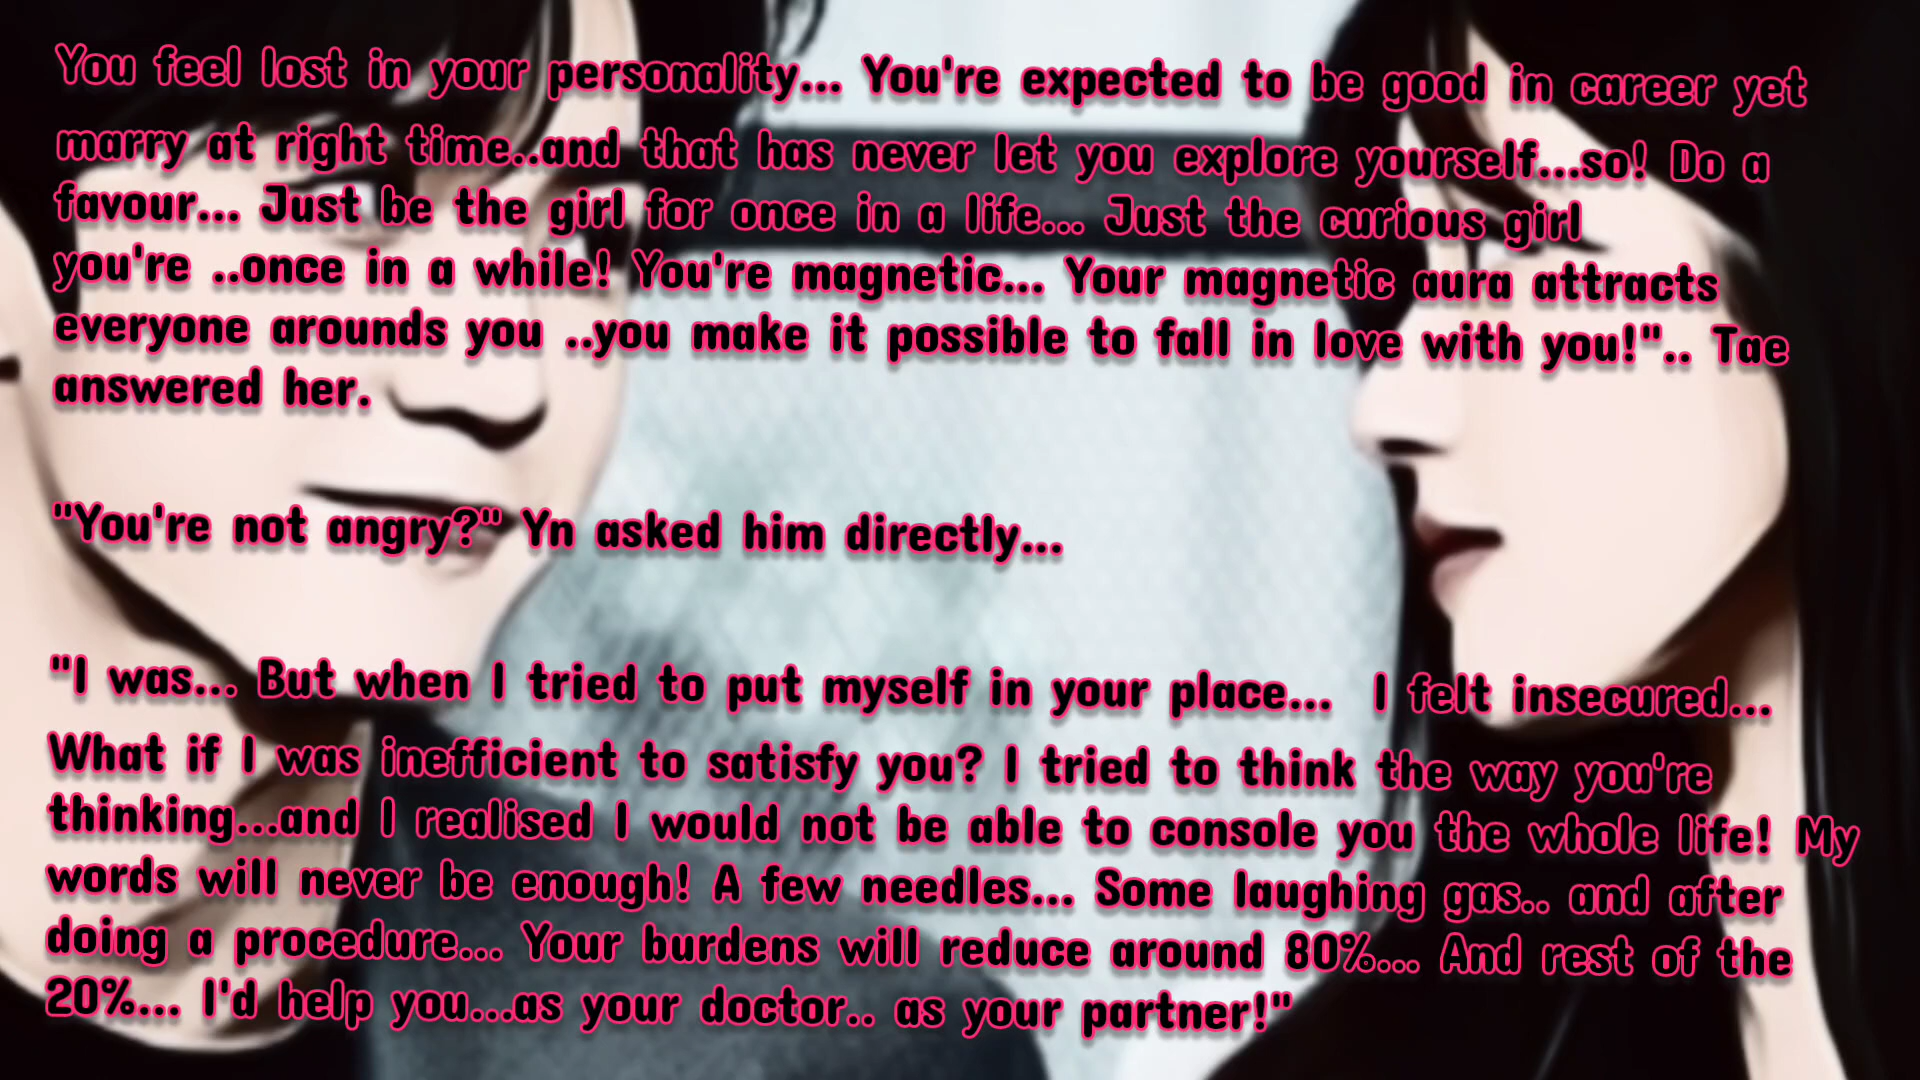 You feel lost in your personality... You're expected to be good in career yet
marry at right time..and that has never let you explore yourself...so! Do a
favour... Just be the girl for once in a life... Just the curious girl
you're ..once in a while! You're magnetic... Your magnetic aura attracts
everyone arounds you ..you make it possible to fall in love with you!".. Tae
answered her.
"You're not angry?" Yn asked him directly...
"I was... But when I tried to put myself in your place... I felt insecured...
What if I was inefficient to satisfy you? I tried to think the way you're
thinking...and I realised I would not be able to console you the whole life! My
words will never be enough! A few needles... Some laughing gas.. and after
doing a procedure... Your burdens will reduce around 80%... And rest of the
20%... I'd help you...as your doctor.. as your partner!"